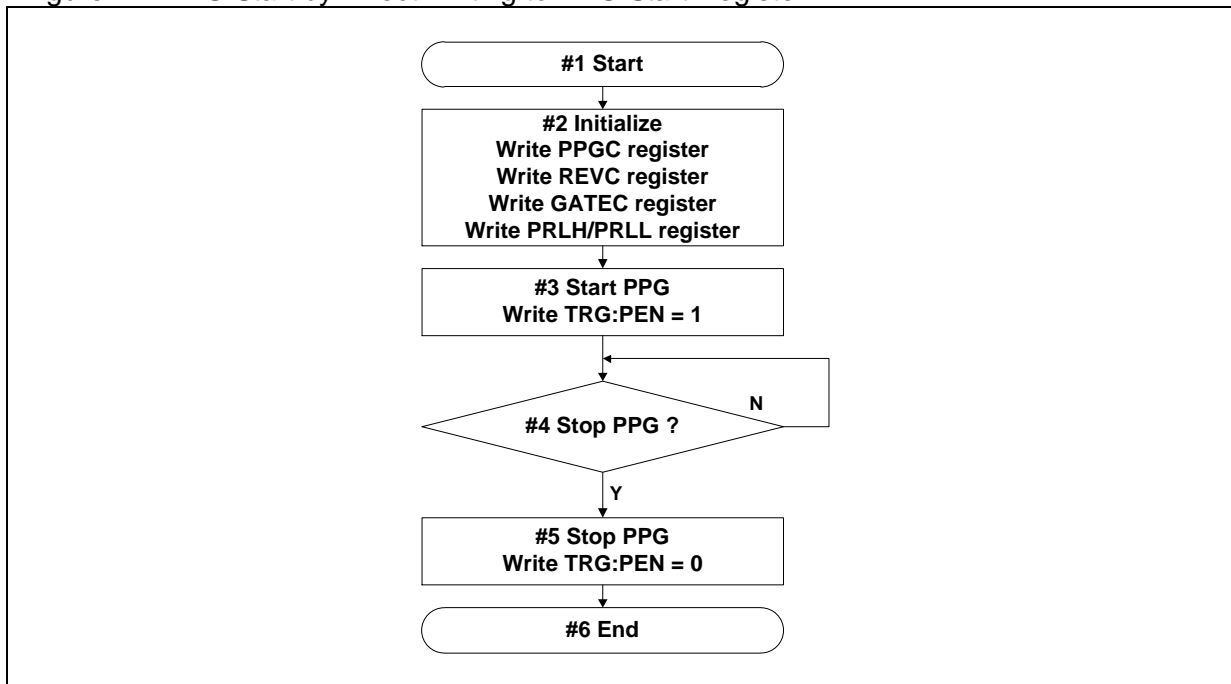 #1 Start
#2 Initialize
Write PPGC register
Write REVC register
Write GATEC register
Write PRLH/PRLL register
#3 Start PPG
Write TRG:PEN = 1
N
#4 Stop PPG ?
Y
#5 Stop PPG
Write TRG:PEN = 0
#6 End